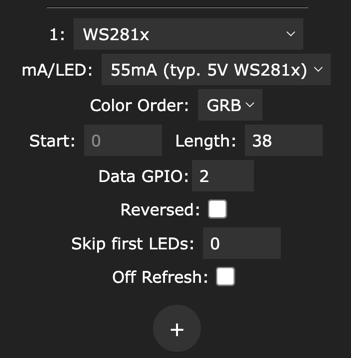 1: WS281x
mA/LED: 55mA (typ. 5V WS281x)
Color Order: GRB
Start: 0 Length: 38
Data GPIO: 2
Reversed:
Skip first LEDs: 0
Off Refresh:
+